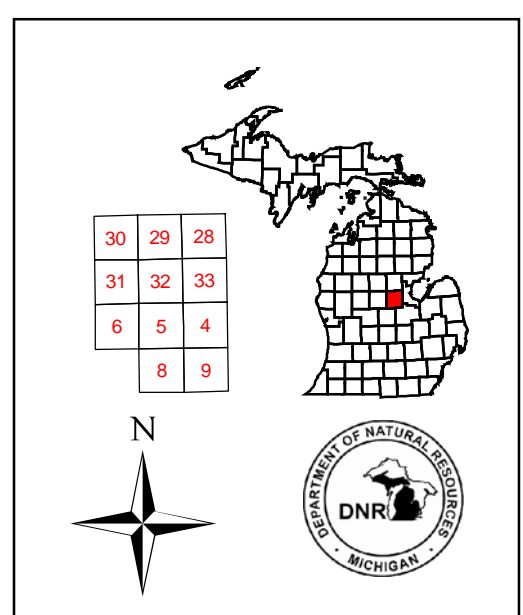 30 29 28
31 32 33
6 5 4
8 9
N
DEPARTMENT OF NATURAL RESOURCES
DNR
· MICHIGAN ·